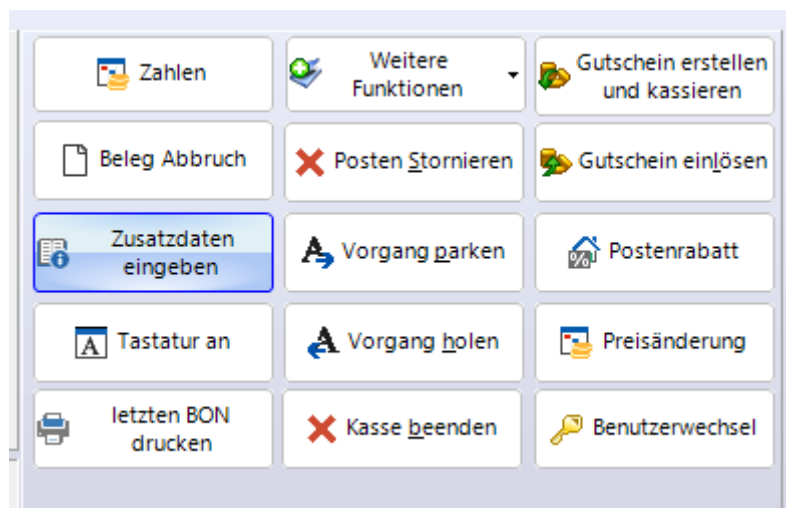 Zahlen
Weitere
Funktionen
Gutschein erstellen
und kassieren
Beleg Abbruch
Posten Stornieren
Gutschein einlösen
Zusatzdaten
eingeben
Vorgang parken
Postenrabatt
Tastatur an
Vorgang holen
Preisänderung
letzten BON
drucken
Kasse beenden
Benutzerwechsel